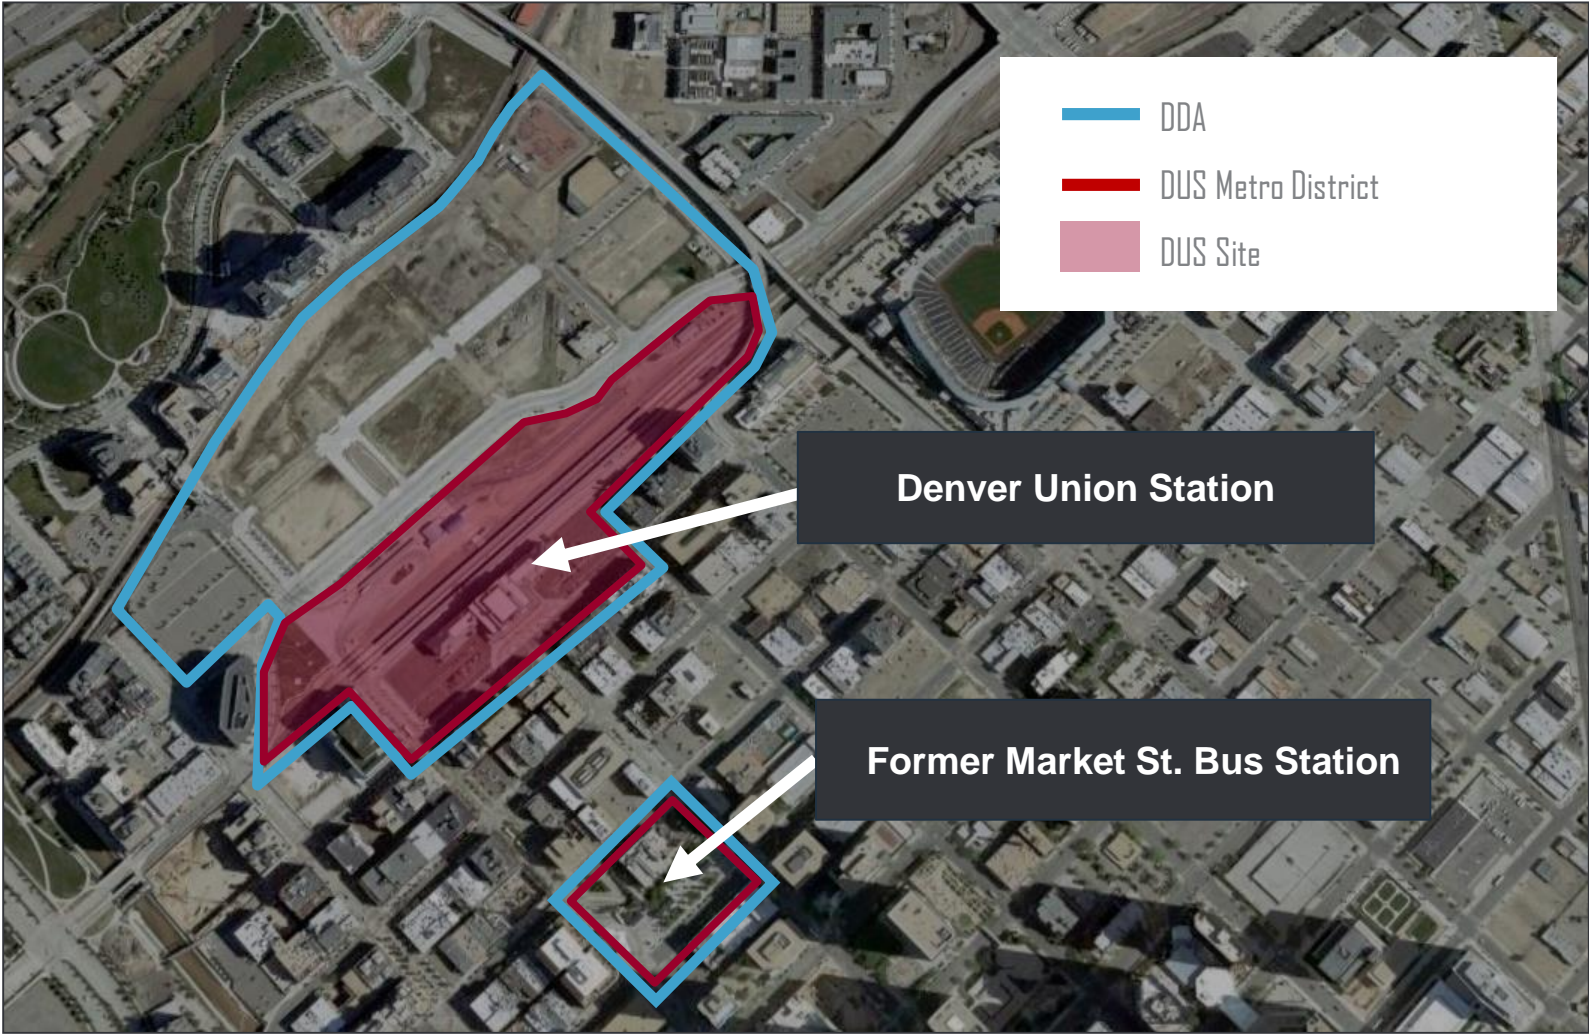 DDA
DUS Metro District
DUS Site
Denver Union Station
Former Market St. Bus Station